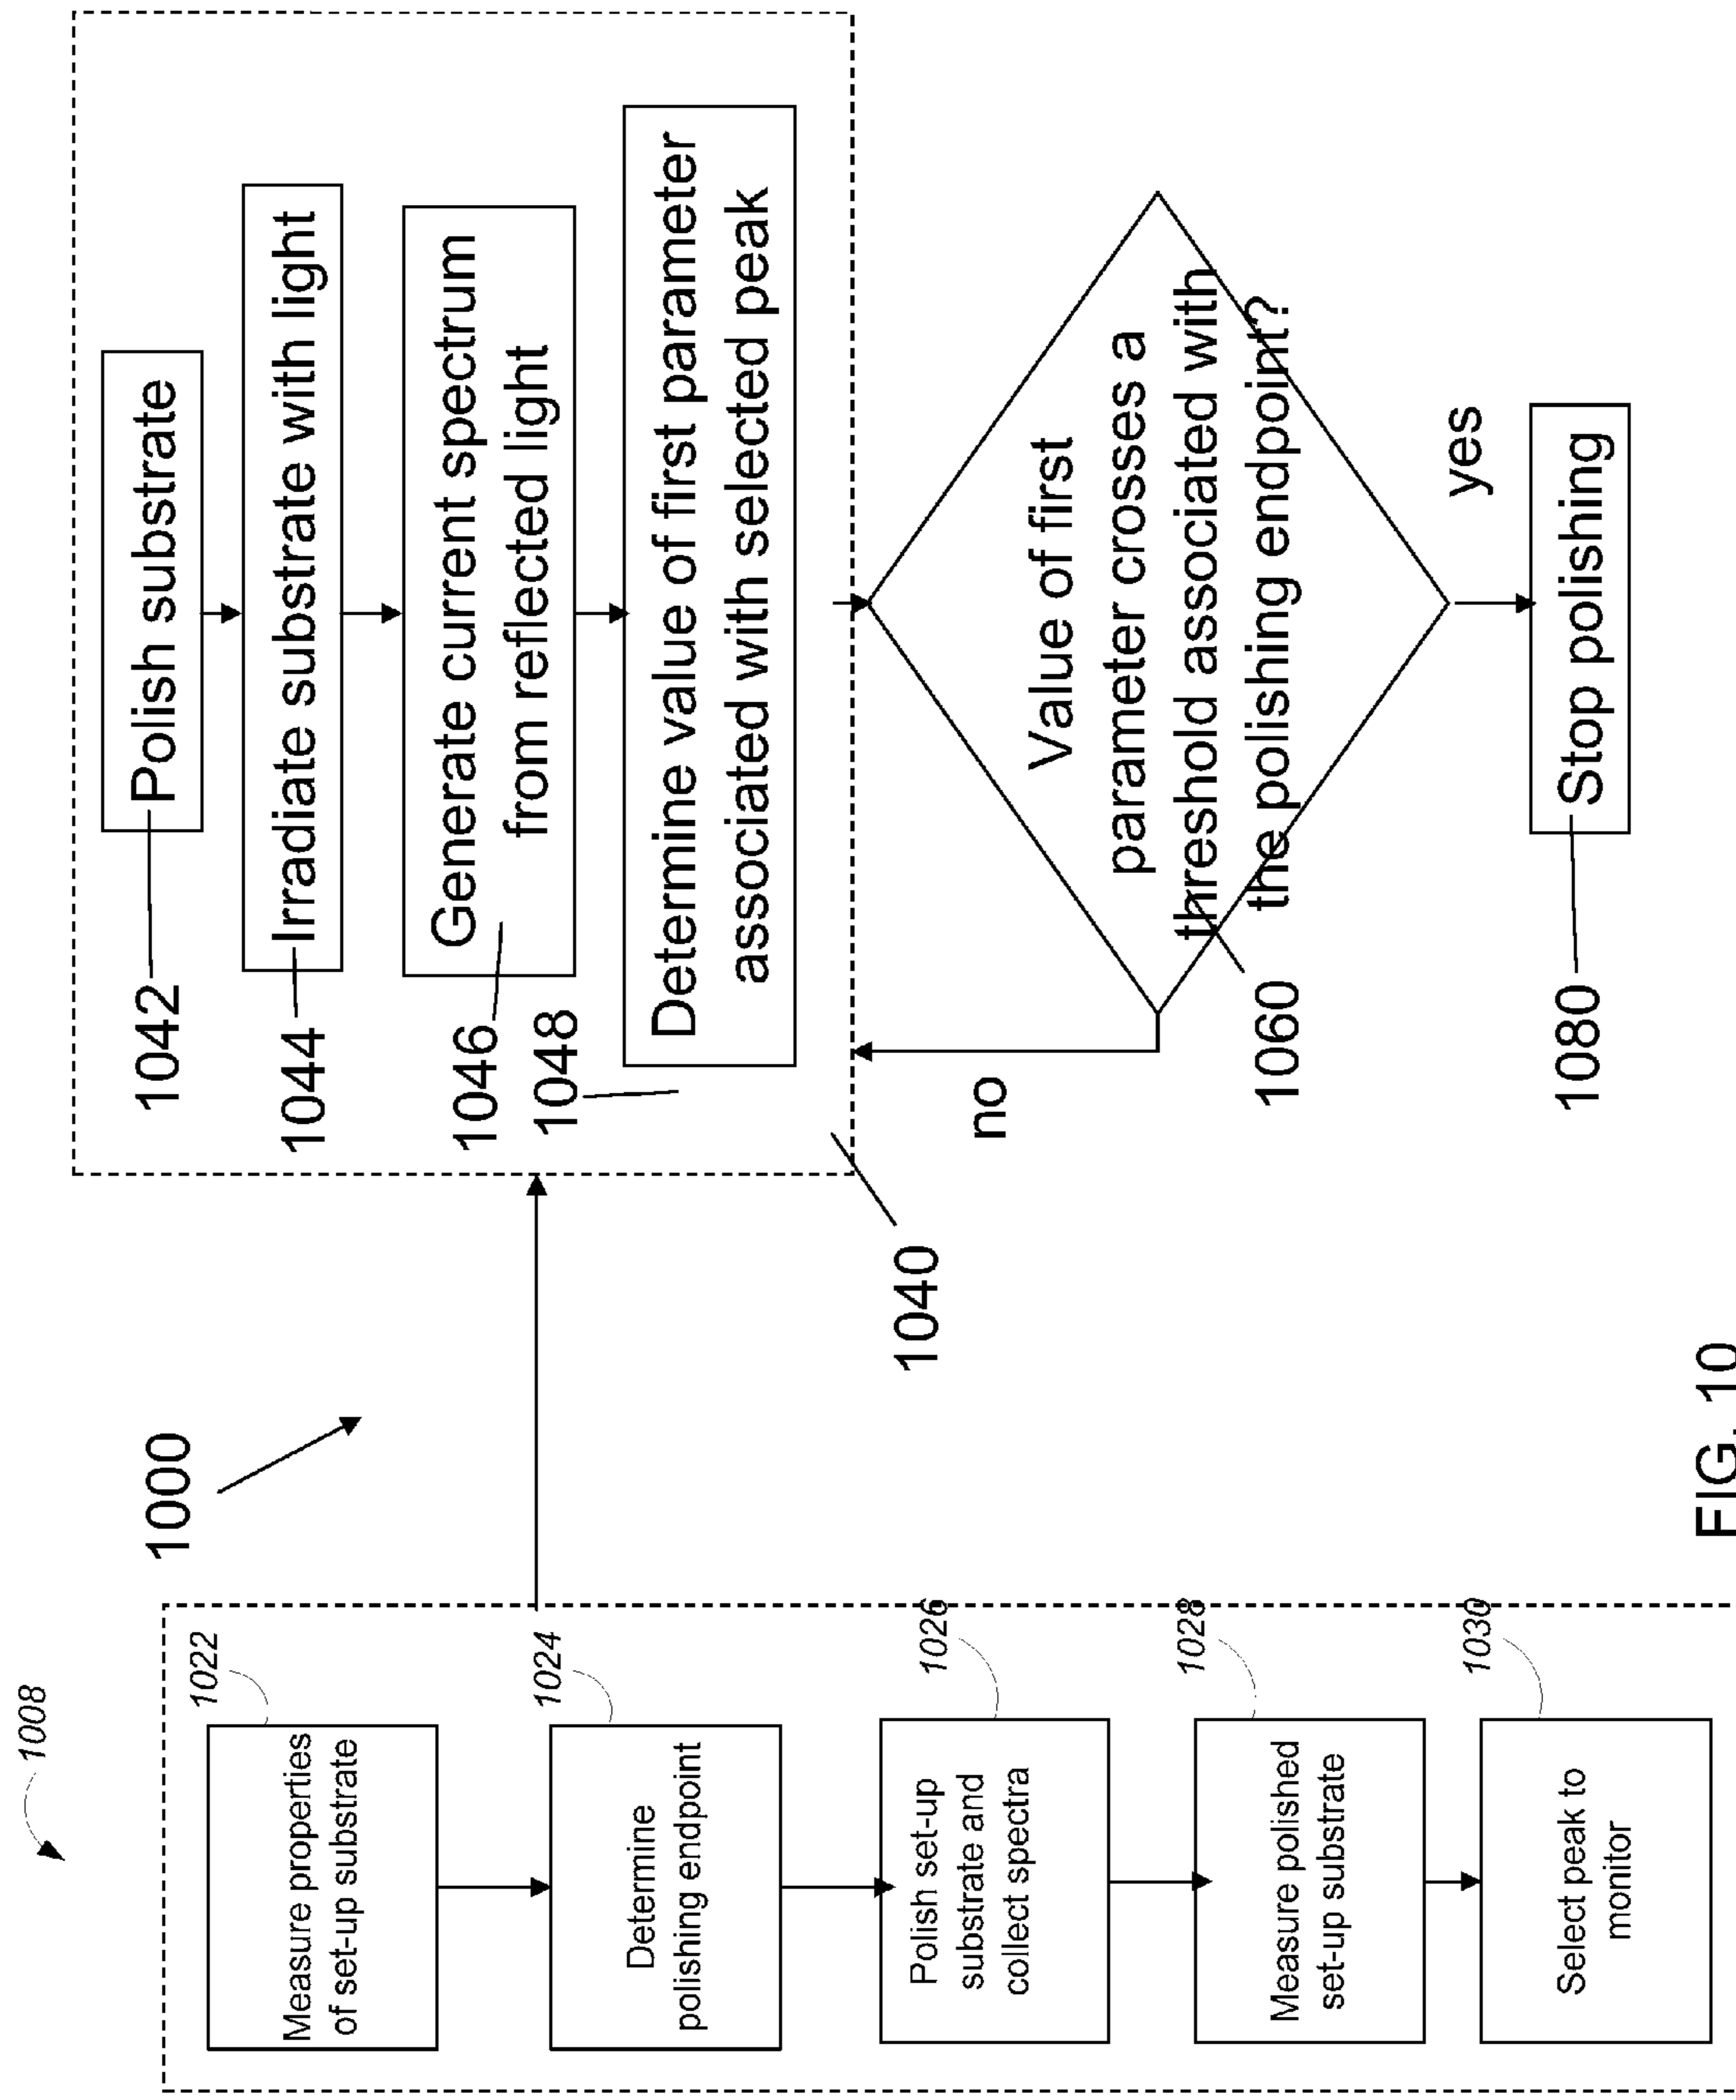 1008
1022
Measure properties
of set-up substrate
1024
Determine
polishing endpoint
1026
Polish set-up
substrate and
collect spectra
1028
Measure polished
set-up substrate
1030
Select peak to
monitor
1000
1040
1042
Polish substrate
1044
Irradiate substrate with light
1046
Generate current spectrum
from reflected light
1048
Determine value of first parameter
associated with selected peak
no
Value of first
parameter crosses a
threshold associated with
the polishing endpoint?
1060
yes
1080
Stop polishing
FIG. 10